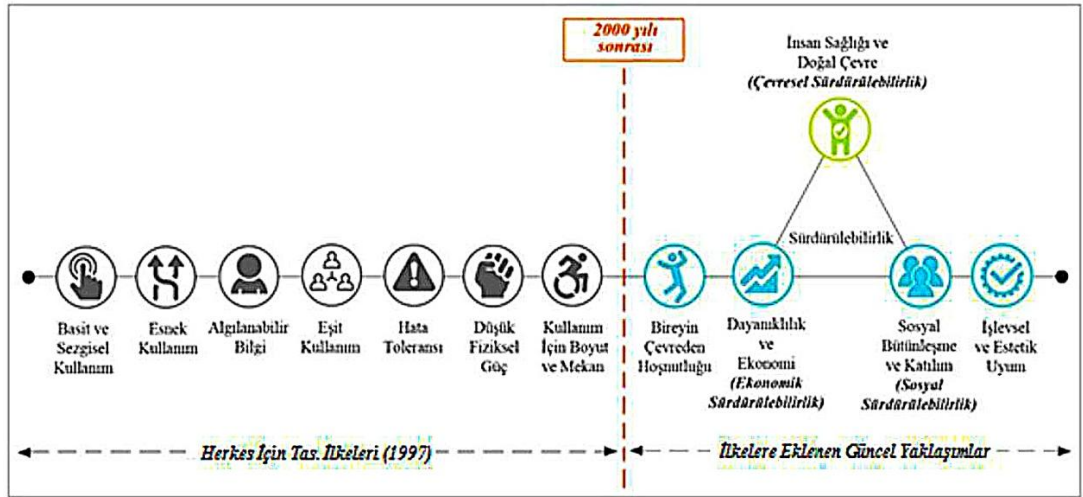 2000 yılı
sonrası
İnsan Sağlığı ve
Doğal Çevre
(Çevresel Sürdürülebilirlik)
Sürdürülebilirlik
Basit ve
Sezgisel
Kullanım
Esnek
Kullanım
Algılanabilir
Bilgi
Eşit
Kullanım
Hata
Toleransı
Düşük
Fiziksel
Güç
Kullanım
İçin Boyut
ve Mekan
Bireyin
Çevreden
Hoşnutluğu
Dayanıklılık
ve
Ekonomi
(Ekonomik
Sürdürülebilirlik)
Sosyal
Bütünleşme
ve Katılım
(Sosyal
Sürdürülebilirlik)
İşlevsel
ve Estetik
Uyum
Herkes İçin Tas. İlkeleri (1997)
İlkelere Eklenen Güncel Yaklaşımlar